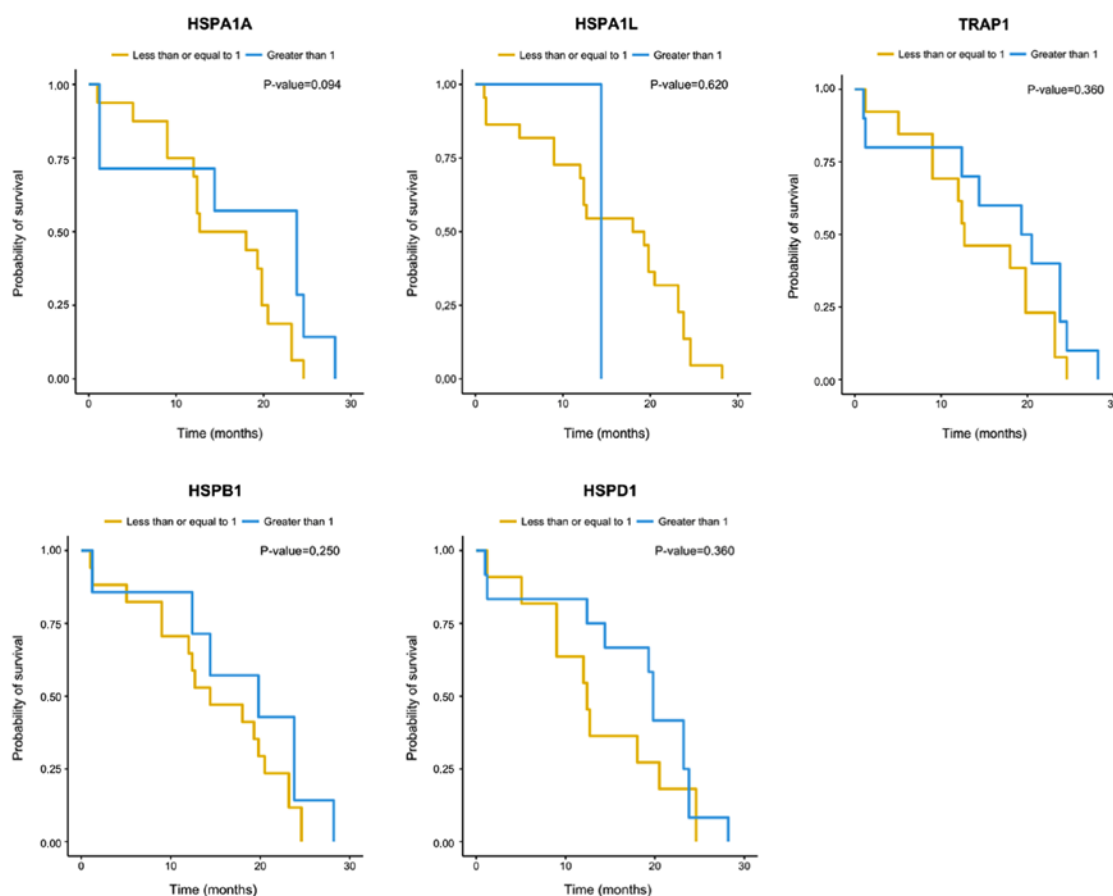 HSPA1A
Less than or equal to 1 Greater than 1
P-value=0.094
1.00
0.75
0.50
0.25
0.00
Probability of survival
0 10 20 30
Time (months)
HSPA1L
Less than or equal to 1 Greater than 1
P-value=0.620
1.00
0.75
0,50
0.25
0.00
Probability of survival
0 10 20 30
Time (months)
TRAP1
Less than or equal to 1 Greater than 1
P-value=0.360
1.00
0.75
0.50
0.25
0.00
Probability of survival
0 10 20 30
Time (months)
HSPB1
Less than or equal to 1 Greater than 1
P-value=0,250
1.00
0.75
0.50
0.25
0.00
Probability of survival
0 10 20 30
Time (months)
HSPD1
Less than or equal to 1 Greater than 1
P-value=0.360
1.00
0.75
0.50
0.25
0.00
Probability of survival
0 10 20 30
Time (months)